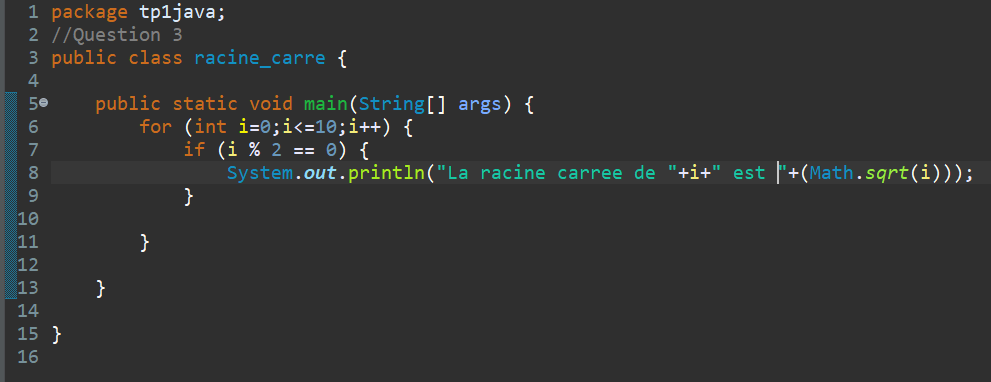 1 package tp1java;
2 //Question 3
3 public class racine_carre {
4
5 public static void main(String[] args) {
6 for (int i=0;i<=10;i++) {
7 if (i % 2 == 0) {
8 System.out.println("La racine carree de "+i+" est "+(Math.sqrt(i)));
9 }
10
11 }
12
13 }
14
15 }
16